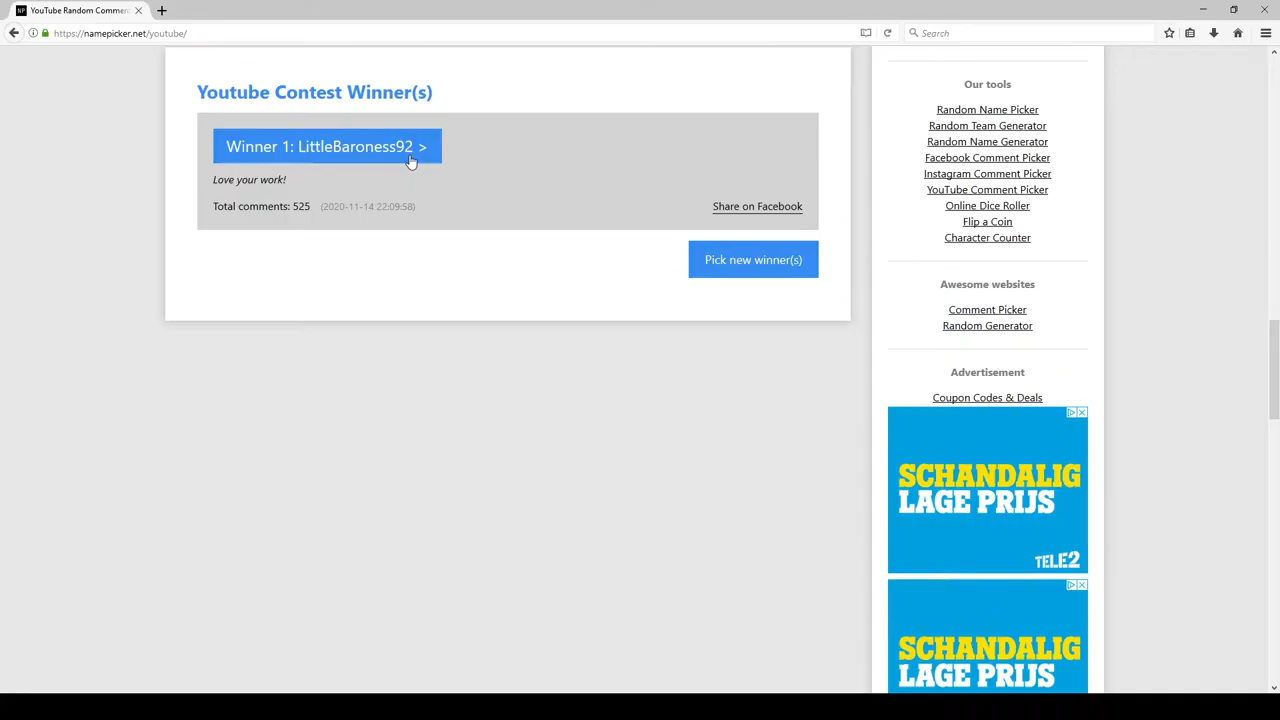 YouTube Random Commen
https://namepicker.net/youtube/
Search
Youtube Contest Winner(s)
Winner 1: LittleBaroness92 >
Love your work!
Total comments: 525 (2020-11-14 22:09:58)
Share on Facebook
Pick new winner(s)
Our tools
Random Name Picker
Random Team Generator
Random Name Generator
Facebook Comment Picker
Instagram Comment Picker
YouTube Comment Picker
Online Dice Roller
Flip a Coin
Character Counter
Awesome websites
Comment Picker
Random Generator
Advertisement
Coupon Codes & Deals
SCHANDALIG
LAGE PRIJS
TELE2
SCHANDALIG
LAGE PRIJS